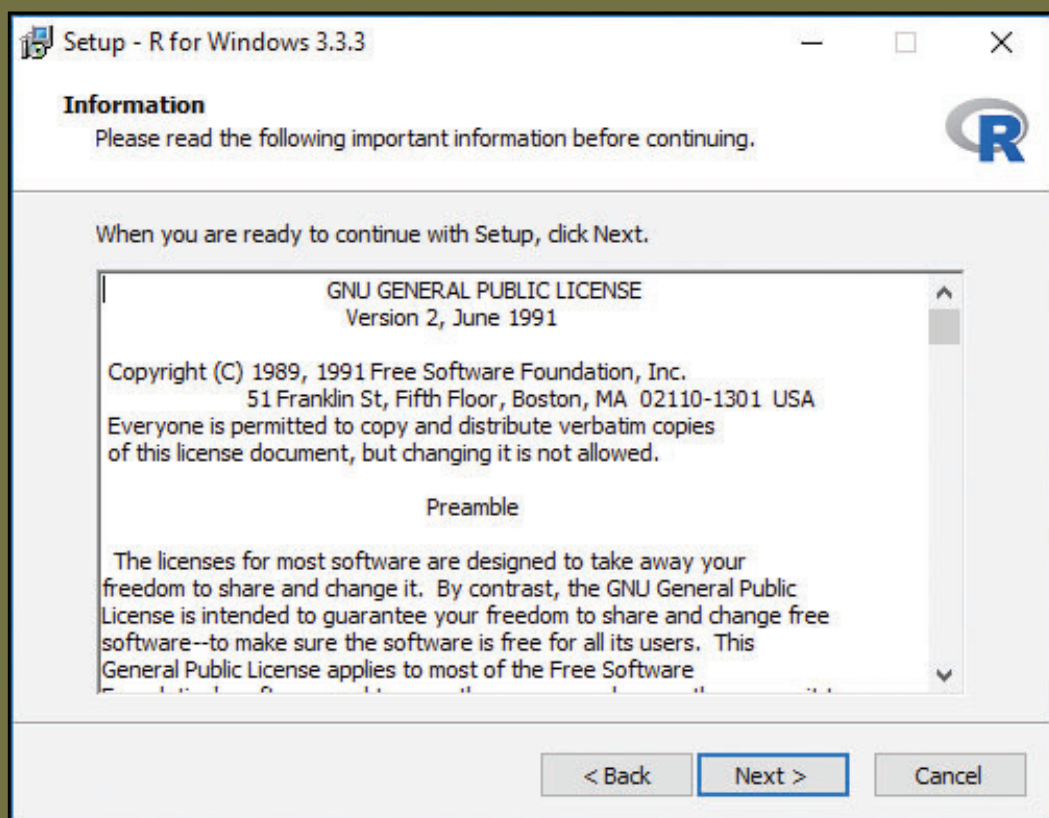 Setup - R for Windows 3.3.3
Information
Please read the following important information before continuing.
R
When you are ready to continue with Setup, click Next.
GNU GENERAL PUBLIC LICENSE
Version 2, June 1991
Copyright (C) 1989, 1991 Free Software Foundation, Inc.
51 Franklin St, Fifth Floor, Boston, MA 02110-1301 USA
Everyone is permitted to copy and distribute verbatim copies
of this license document, but changing it is not allowed.
Preamble
The licenses for most software are designed to take away your
freedom to share and change it. By contrast, the GNU General Public
License is intended to guarantee your freedom to share and change free
software--to make sure the software is free for all its users. This
General Public License applies to most of the Free Software
< Back Next > Cancel